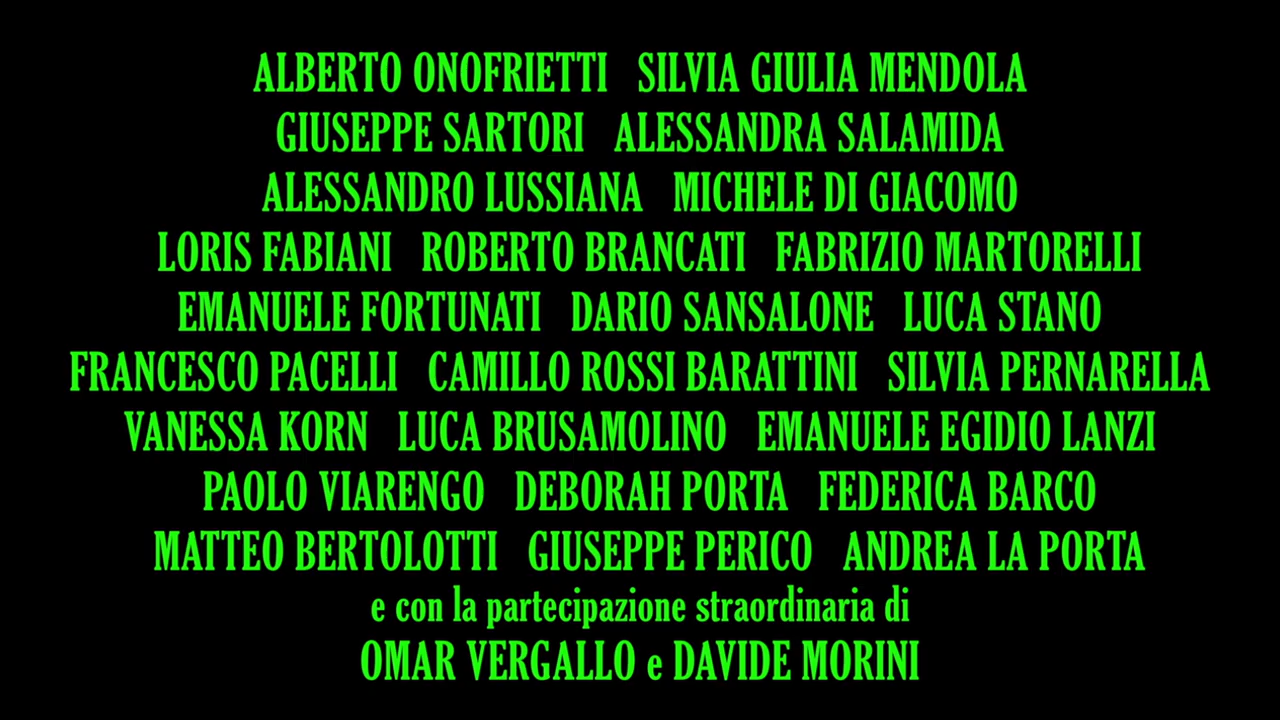 ALBERTO ONOFRIETTI SILVIA GIULIA MENDOLA
GIUSEPPE SARTORI ALESSANDRA SALAMIDA
ALESSANDRO LUSSIANA MICHELE DI GIACOMO
LORIS FABIANI ROBERTO BRANCATI FABRIZIO MARTORELLI
EMANUELE FORTUNATI DARIO SANSALONE LUCA STANO
FRANCESCO PACELLI CAMILLO ROSSI BARATTINI SILVIA PERNARELLA
VANESSA KORN LUCA BRUSAMOLINO EMANUELE EGIDIO LANZI
PAOLO VIARENGO DEBORAH PORTA FEDERICA BARCO
MATTEO BERTOLOTTI GIUSEPPE PERICO ANDREA LA PORTA
e con la partecipazione straordinaria di
OMAR VERGALLO e DAVIDE MORINI